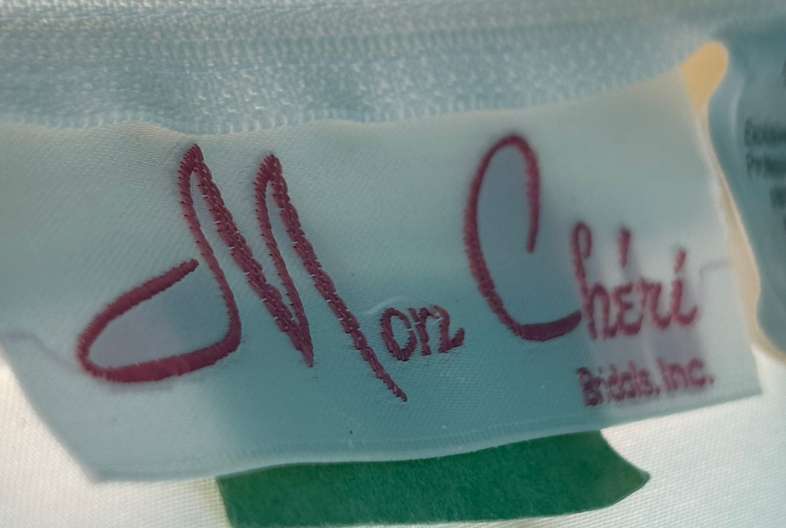 Mon Chéri
Bridals, Inc.